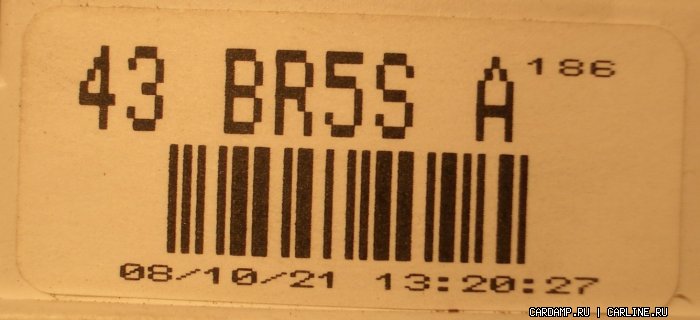 43 BR5S A 186
08/10/21 13:20:27
CARDAMP.RU | CARLINE.RU